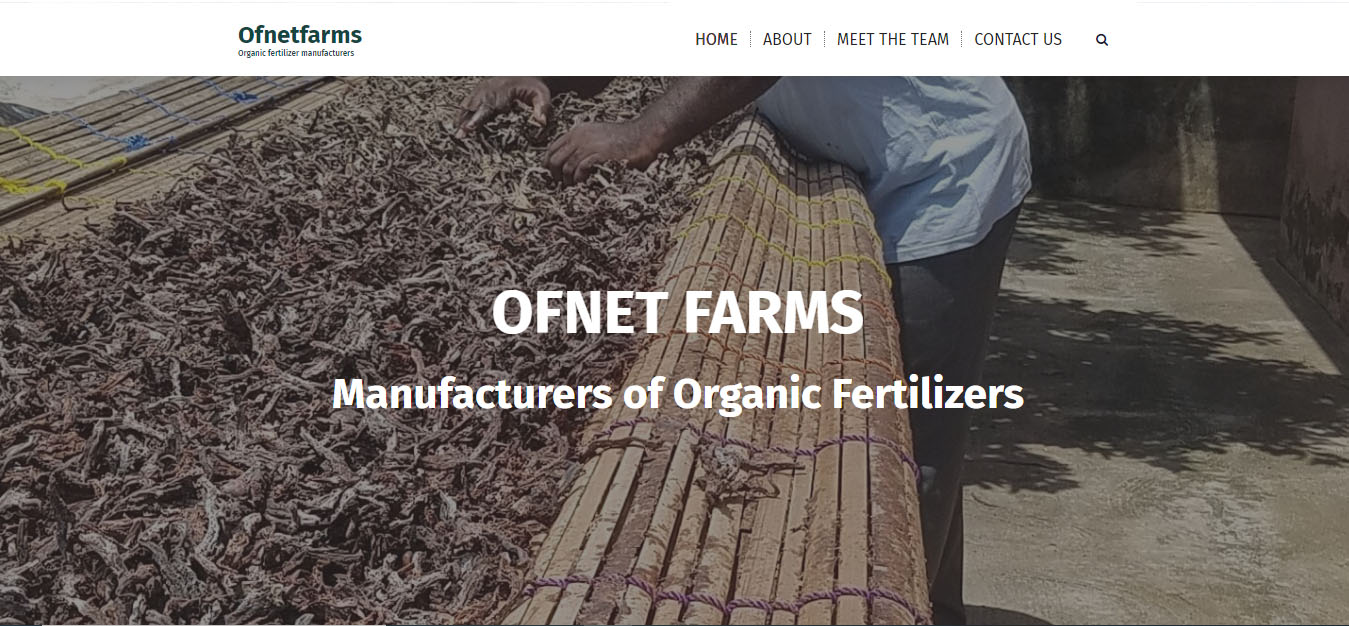 Ofnetfarms
Organic fertilizer manufacturers
HOME
ABOUT
MEET THE TEAM
CONTACT US
OFNET FARMS
Manufacturers of Organic Fertilizers